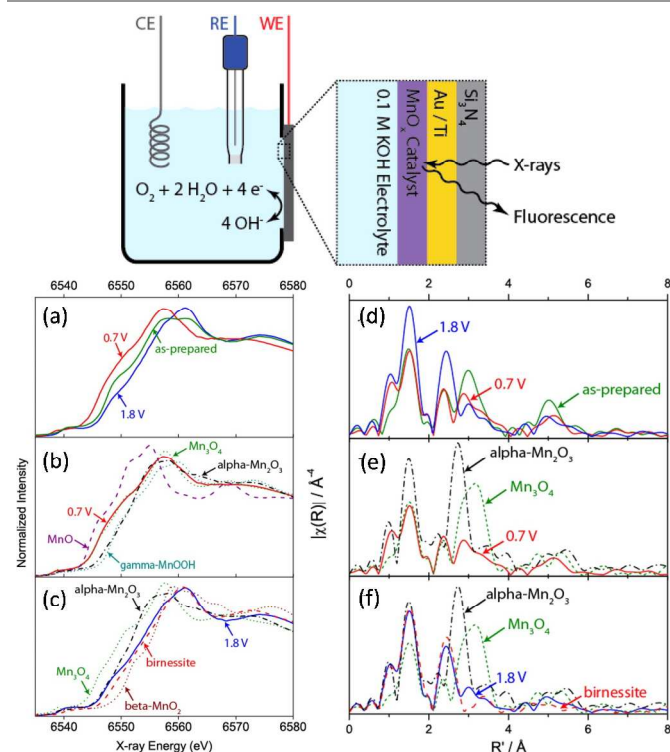 CE
RE
WE
O₂ + 2 H₂O + 4 e⁻
4 OH⁻
0.1 M KOH Electrolyte
MnOₓ Catalyst
Au / Ti
Si₃N₄
X-rays
Fluorescence
6540 6550 6560 6570 6580
(a)
0.7 V
as-prepared
1.8 V
(b)
Mn₃O₄
alpha-Mn₂O₃
0.7 V
MnO
gamma-MnOOH
(c)
alpha-Mn₂O₃
1.8 V
Mn₃O₄
birnessite
beta-MnO₂
Normalized Intensity
6540 6550 6560 6570 6580
X-ray Energy (eV)
0 2 4 6 8
(d)
1.8 V
0.7 V
as-prepared
(e)
alpha-Mn₂O₃
Mn₃O₄
0.7 V
(f)
alpha-Mn₂O₃
Mn₃O₄
1.8 V
birnessite
|χ(R)| / Å⁻⁴
0 2 4 6 8
R' / Å